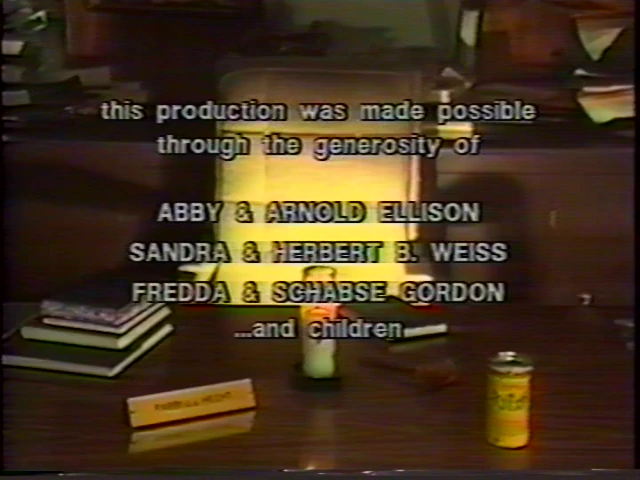 this production was made possible
through the generosity of
ABBY & ARNOLD ELLISON
SANDRA & HERBERT B. WEISS
FREDDA & SCHABSE GORDON
...and children